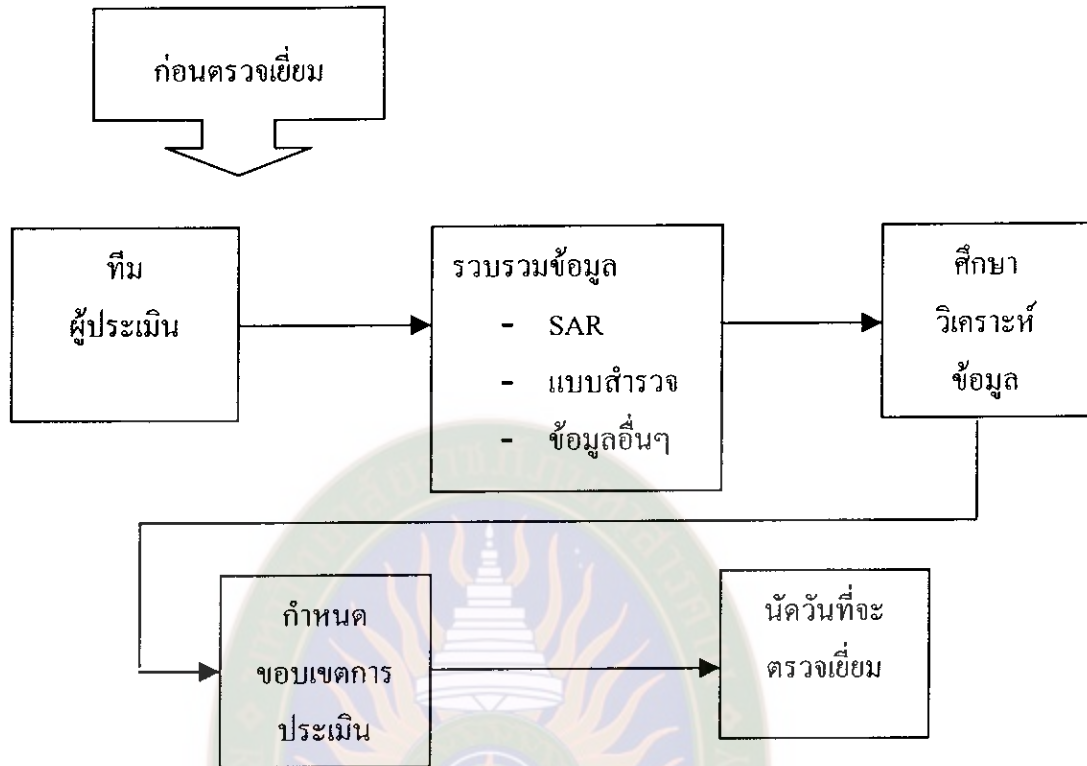 ก่อนตรวจเยี่ยม
ทีม
ผู้ประเมิน
รวบรวมข้อมูล
- SAR
- แบบสำรวจ
- ข้อมูลอื่นๆ
ศึกษา
วิเคราะห์
ข้อมูล
กำหนด
ขอบเขตการ
ประเมิน
นัดวันที่จะ
ตรวจเยี่ยม